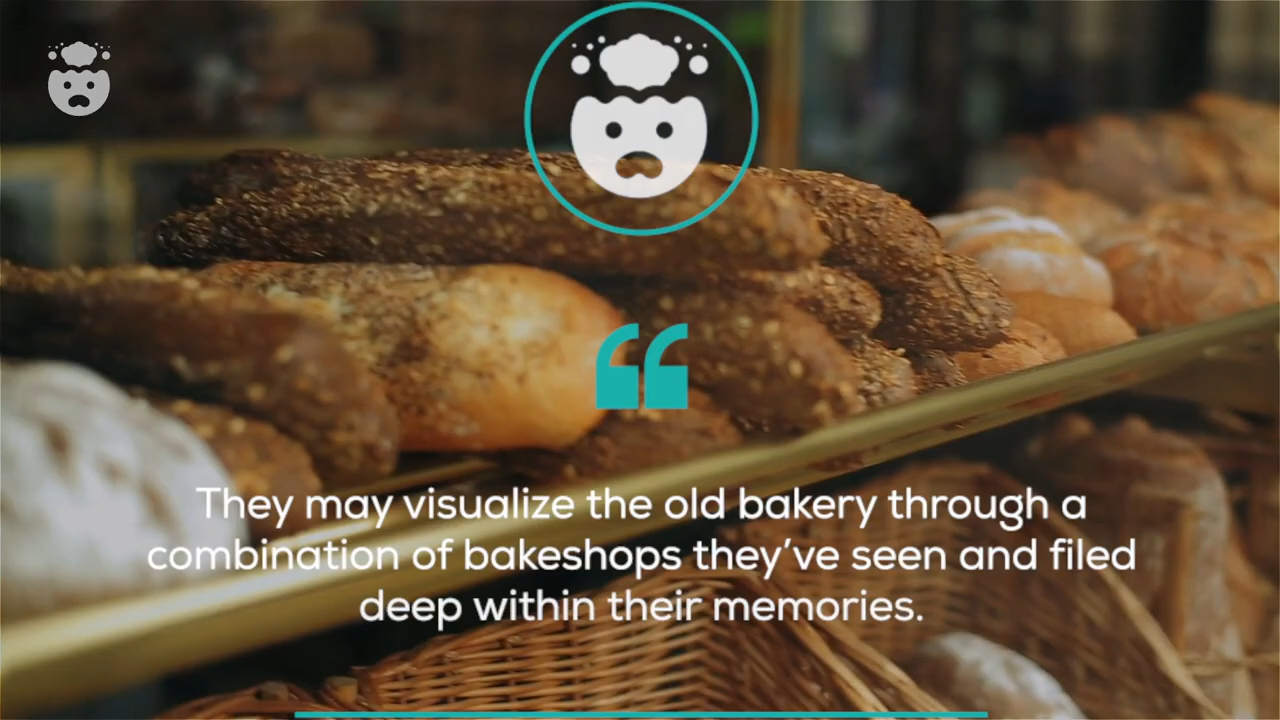 They may visualize the old bakery through a
combination of bakeshops they’ve seen and filed
deep within their memories.